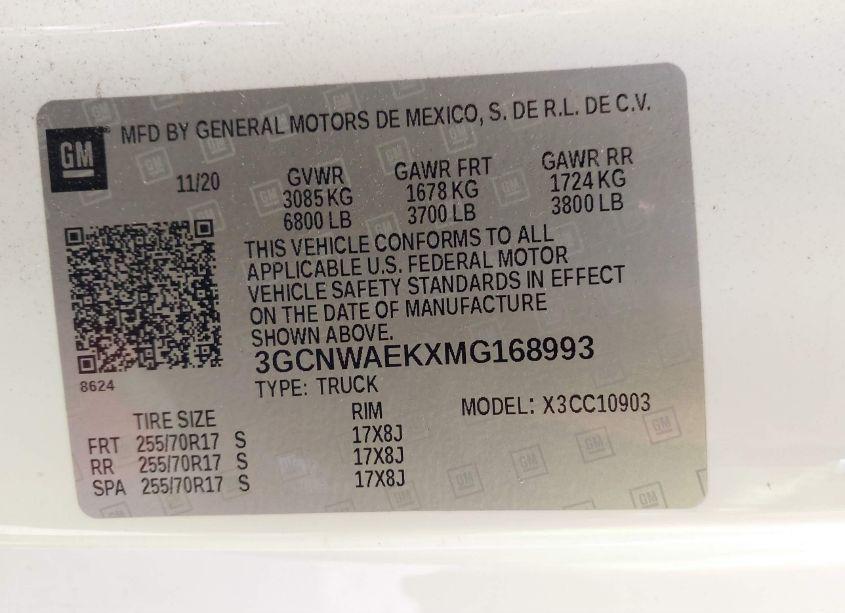 GM
MFD BY GENERAL MOTORS DE MEXICO, S. DE R.L. DE C.V.
11/20 GVWR GAWR FRT GAWR RR
3085 KG 1678 KG 1724 KG
6800 LB 3700 LB 3800 LB
THIS VEHICLE CONFORMS TO ALL
APPLICABLE U.S. FEDERAL MOTOR
VEHICLE SAFETY STANDARDS IN EFFECT
ON THE DATE OF MANUFACTURE
SHOWN ABOVE.
3GCNWAEKXMG168993
8624
TYPE: TRUCK
TIRE SIZE RIM MODEL: X3CC10903
FRT 255/70R17 S 17X8J
RR 255/70R17 S 17X8J
SPA 255/70R17 S 17X8J